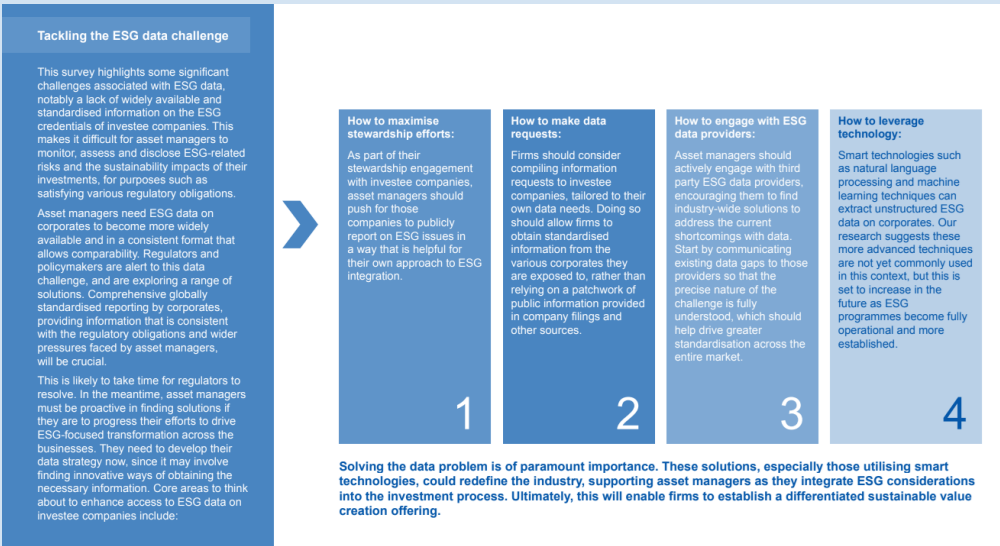 Tackling the ESG data challenge
This survey highlights some significant
challenges associated with ESG data,
notably a lack of widely available and
standardised information on the ESG
credentials of investee companies. This
makes it difficult for asset managers to
monitor, assess and disclose ESG-related
risks and the sustainability impacts of their
investments, for purposes such as
satisfying various regulatory obligations.
Asset managers need ESG data on
corporates to become more widely
available and in a consistent format that
allows comparability. Regulators and
policymakers are alert to this data
challenge, and are exploring a range of
solutions. Comprehensive globally
standardised reporting by corporates,
providing information that is consistent
with the regulatory obligations and wider
pressures faced by asset managers,
will be crucial.
This is likely to take time for regulators to
resolve. In the meantime, asset managers
must be proactive in finding solutions if
they are to progress their efforts to drive
ESG-focused transformation across the
businesses. They need to develop their
data strategy now, since it may involve
finding innovative ways of obtaining the
necessary information. Core areas to think
about to enhance access to ESG data on
investee companies include:
How to maximise
stewardship efforts:
As part of their
stewardship engagement
with investee companies,
asset managers should
push for those
companies to publicly
report on ESG issues in
a way that is helpful for
their own approach to ESG
integration.
1
How to make data
requests:
Firms should consider
compiling information
requests to investee
companies, tailored to their
own data needs. Doing so
should allow firms to
obtain standardised
information from the
various corporates they
are exposed to, rather than
relying on a patchwork of
public information provided
in company filings and
other sources.
2
How to engage with ESG
data providers:
Asset managers should
actively engage with third
party ESG data providers,
encouraging them to find
industry-wide solutions to
address the current
shortcomings with data.
Start by communicating
existing data gaps to those
providers so that the
precise nature of the
challenge is fully
understood, which should
help drive greater
standardisation across the
entire market.
3
How to leverage
technology:
Smart technologies such
as natural language
processing and machine
learning techniques can
extract unstructured ESG
data on corporates. Our
research suggests these
more advanced techniques
are not yet commonly used
in this context, but this is
set to increase in the
future as ESG
programmes become fully
operational and more
established.
4
Solving the data problem is of paramount importance. These solutions, especially those utilising smart
technologies, could redefine the industry, supporting asset managers as they integrate ESG considerations
into the investment process. Ultimately, this will enable firms to establish a differentiated sustainable value
creation offering.